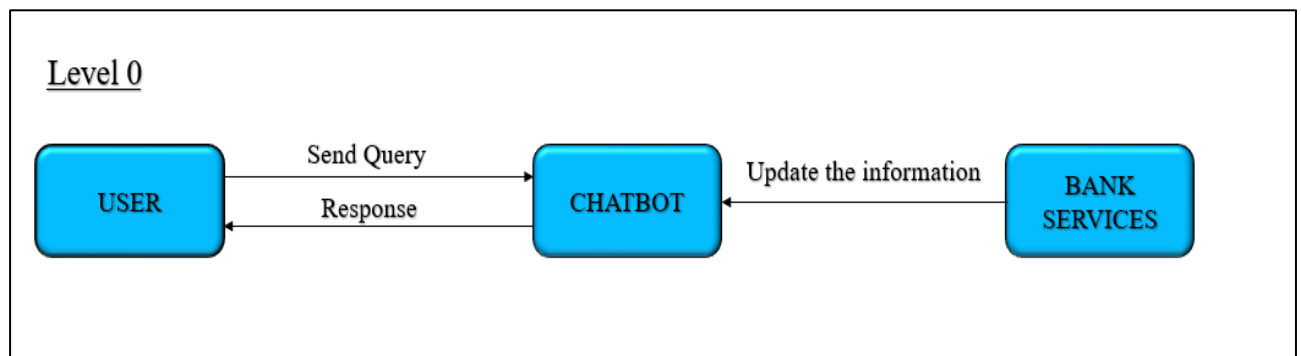 Level 0
Send Query
Update the information
USER
CHATBOT
BANK
SERVICES
Response